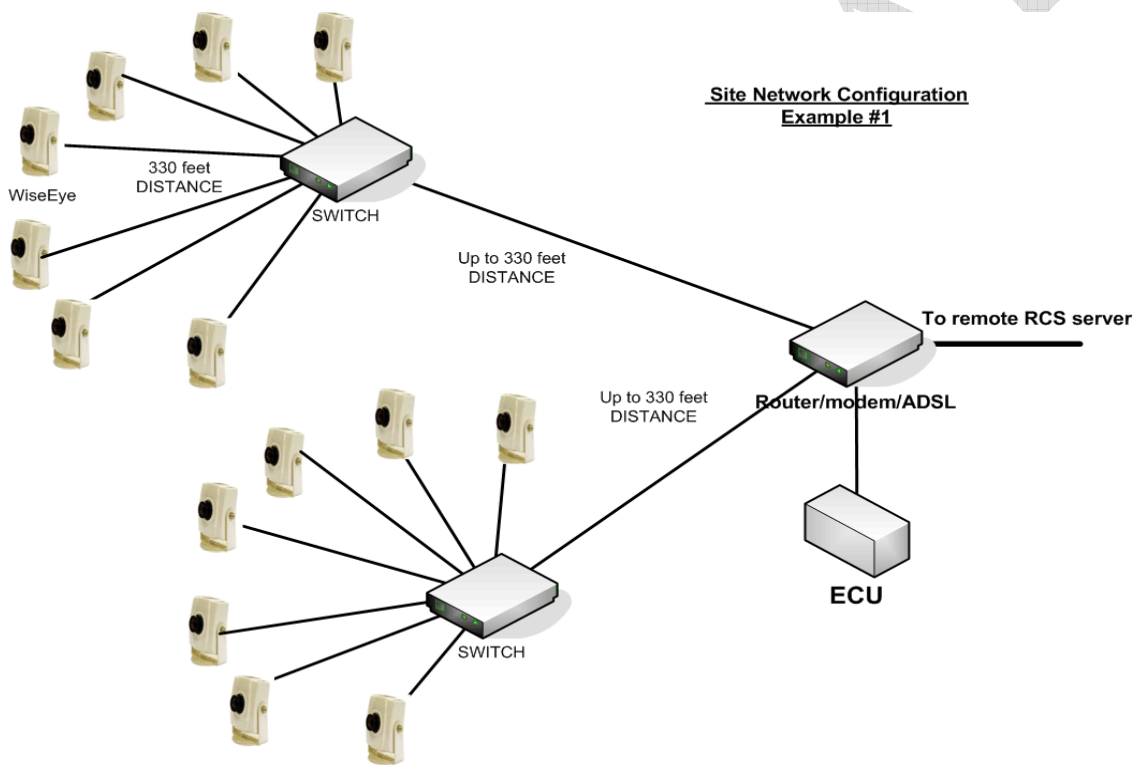 Site Network Configuration
Example #1
330 feet
DISTANCE
WiseEye
SWITCH
Up to 330 feet
DISTANCE
To remote RCS server
Router/modem/ADSL
Up to 330 feet
DISTANCE
ECU
SWITCH